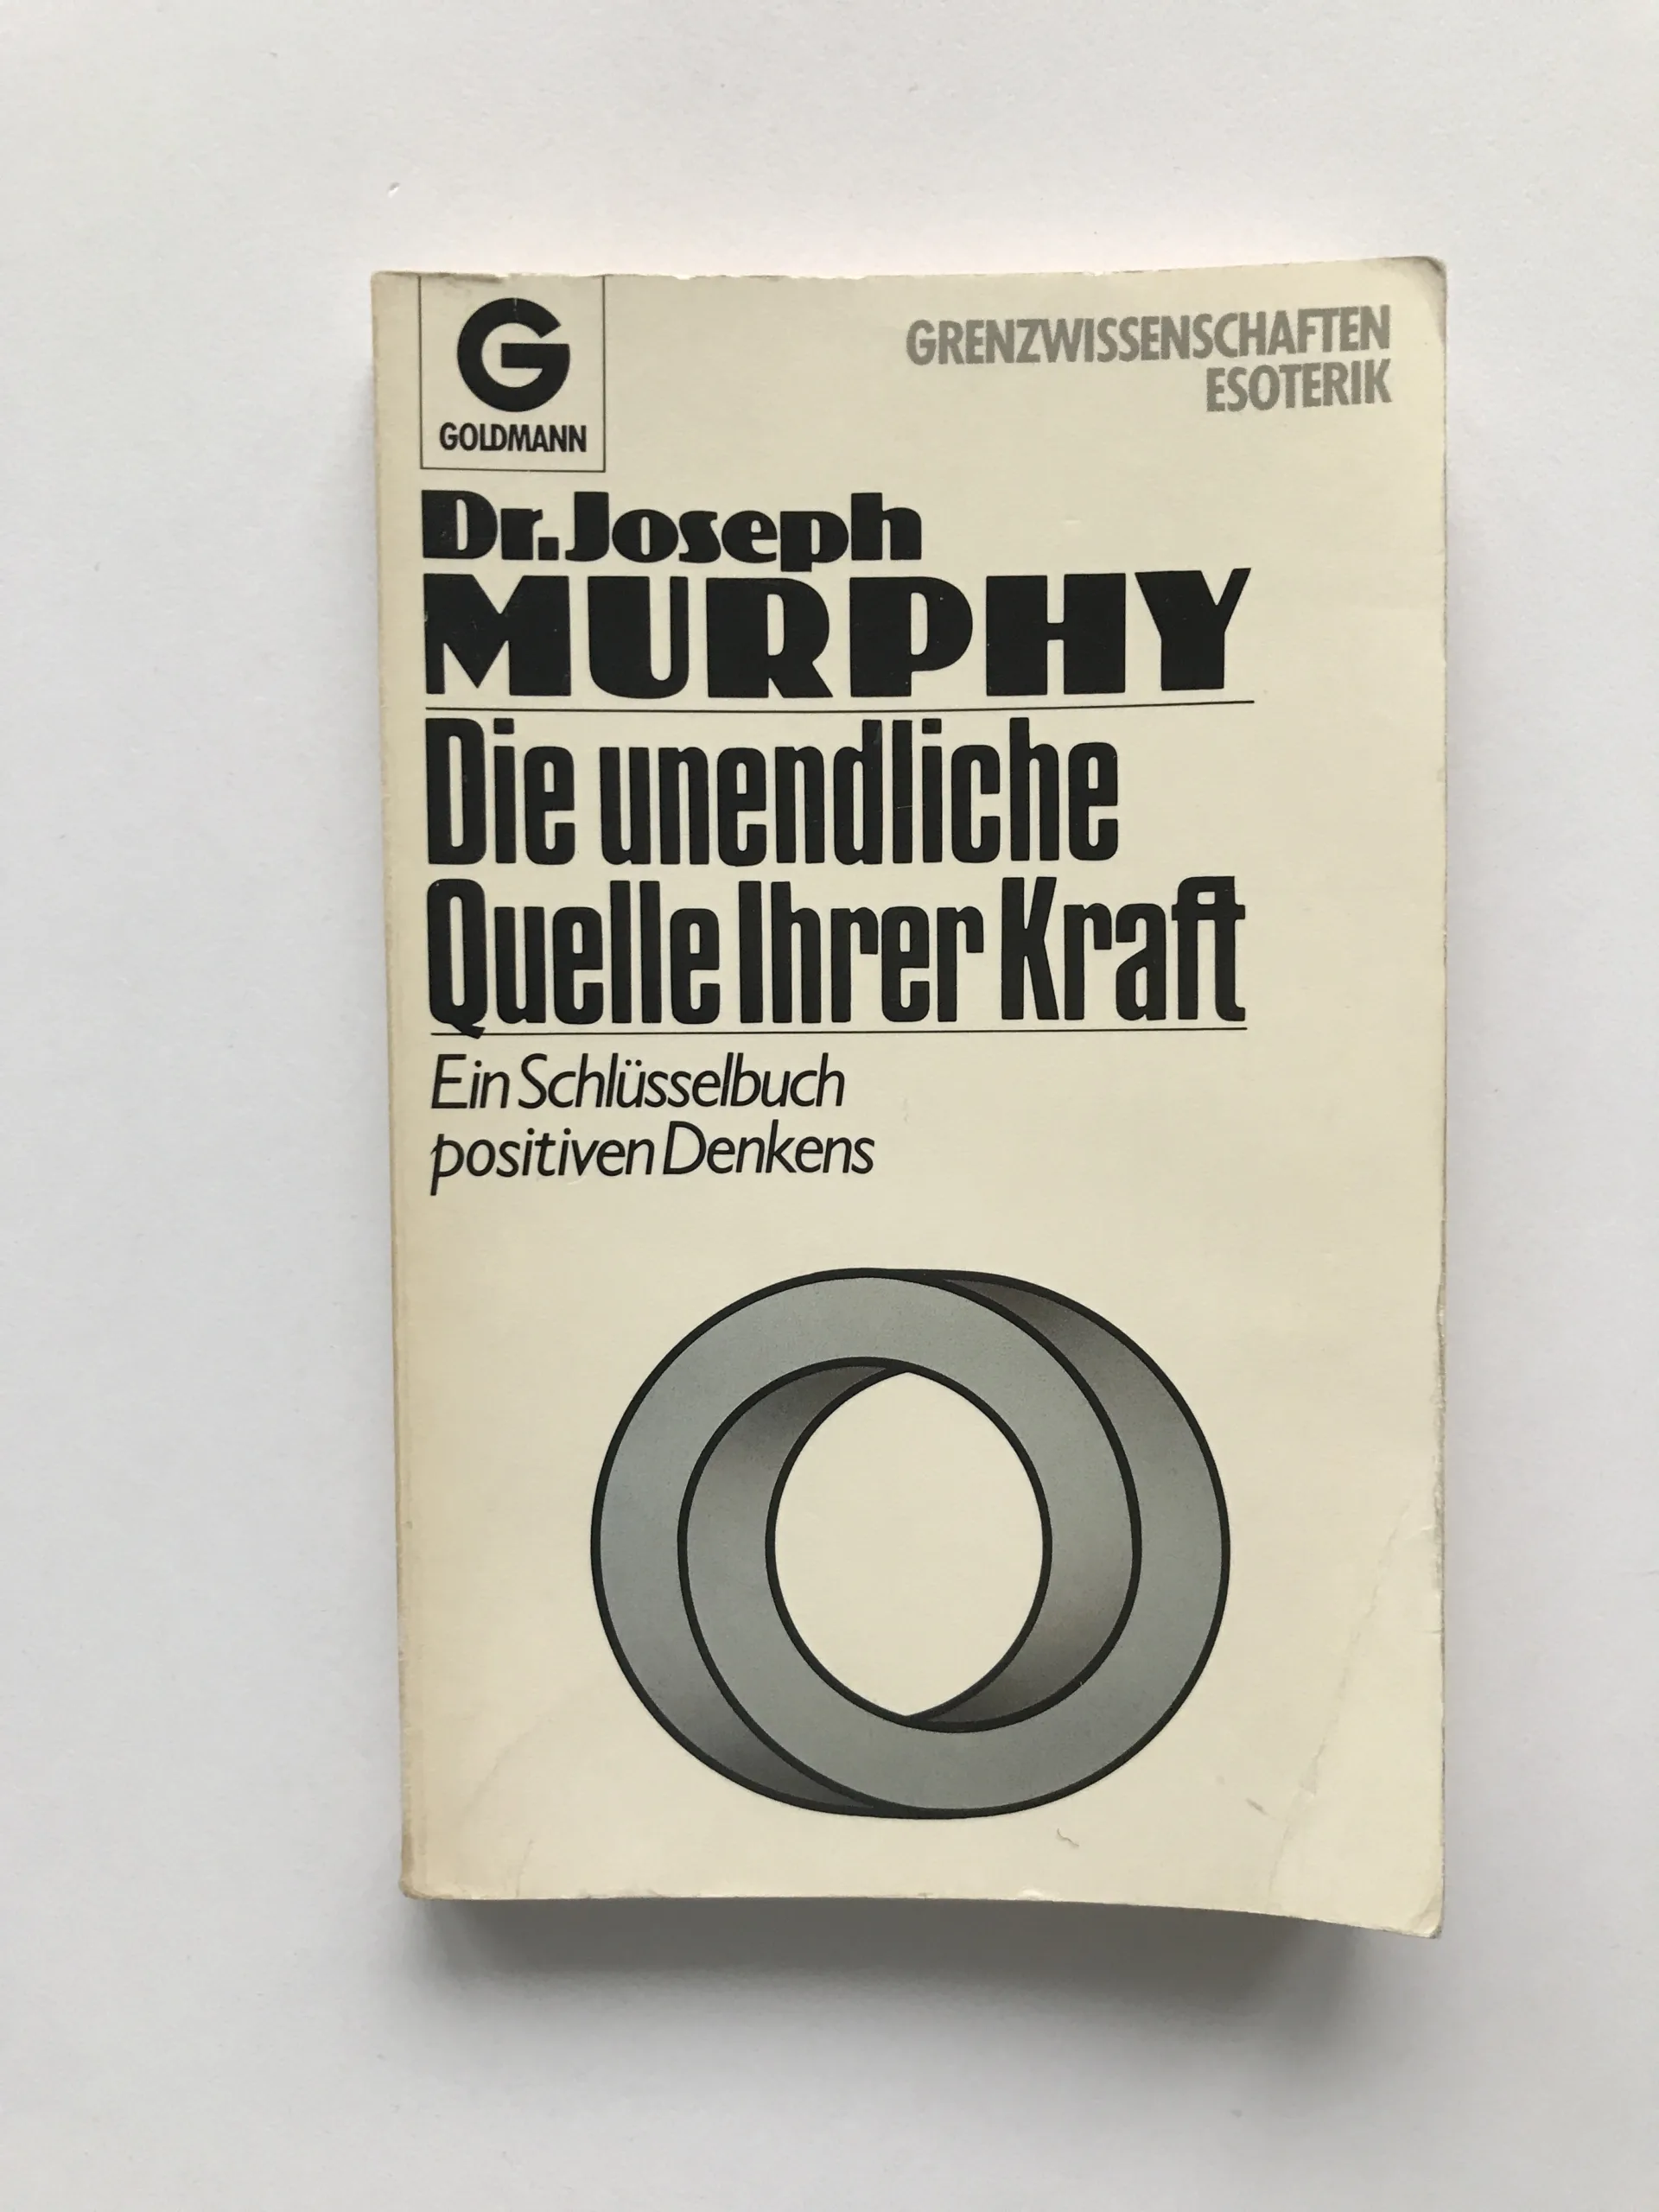 G
GOLDMANN
GRENZWISSENSCHAFTEN
ESOTERIK
Dr. Joseph
MURPHY
Die unendliche
Quelle Ihrer Kraft
Ein Schlüsselbuch
positiven Denkens